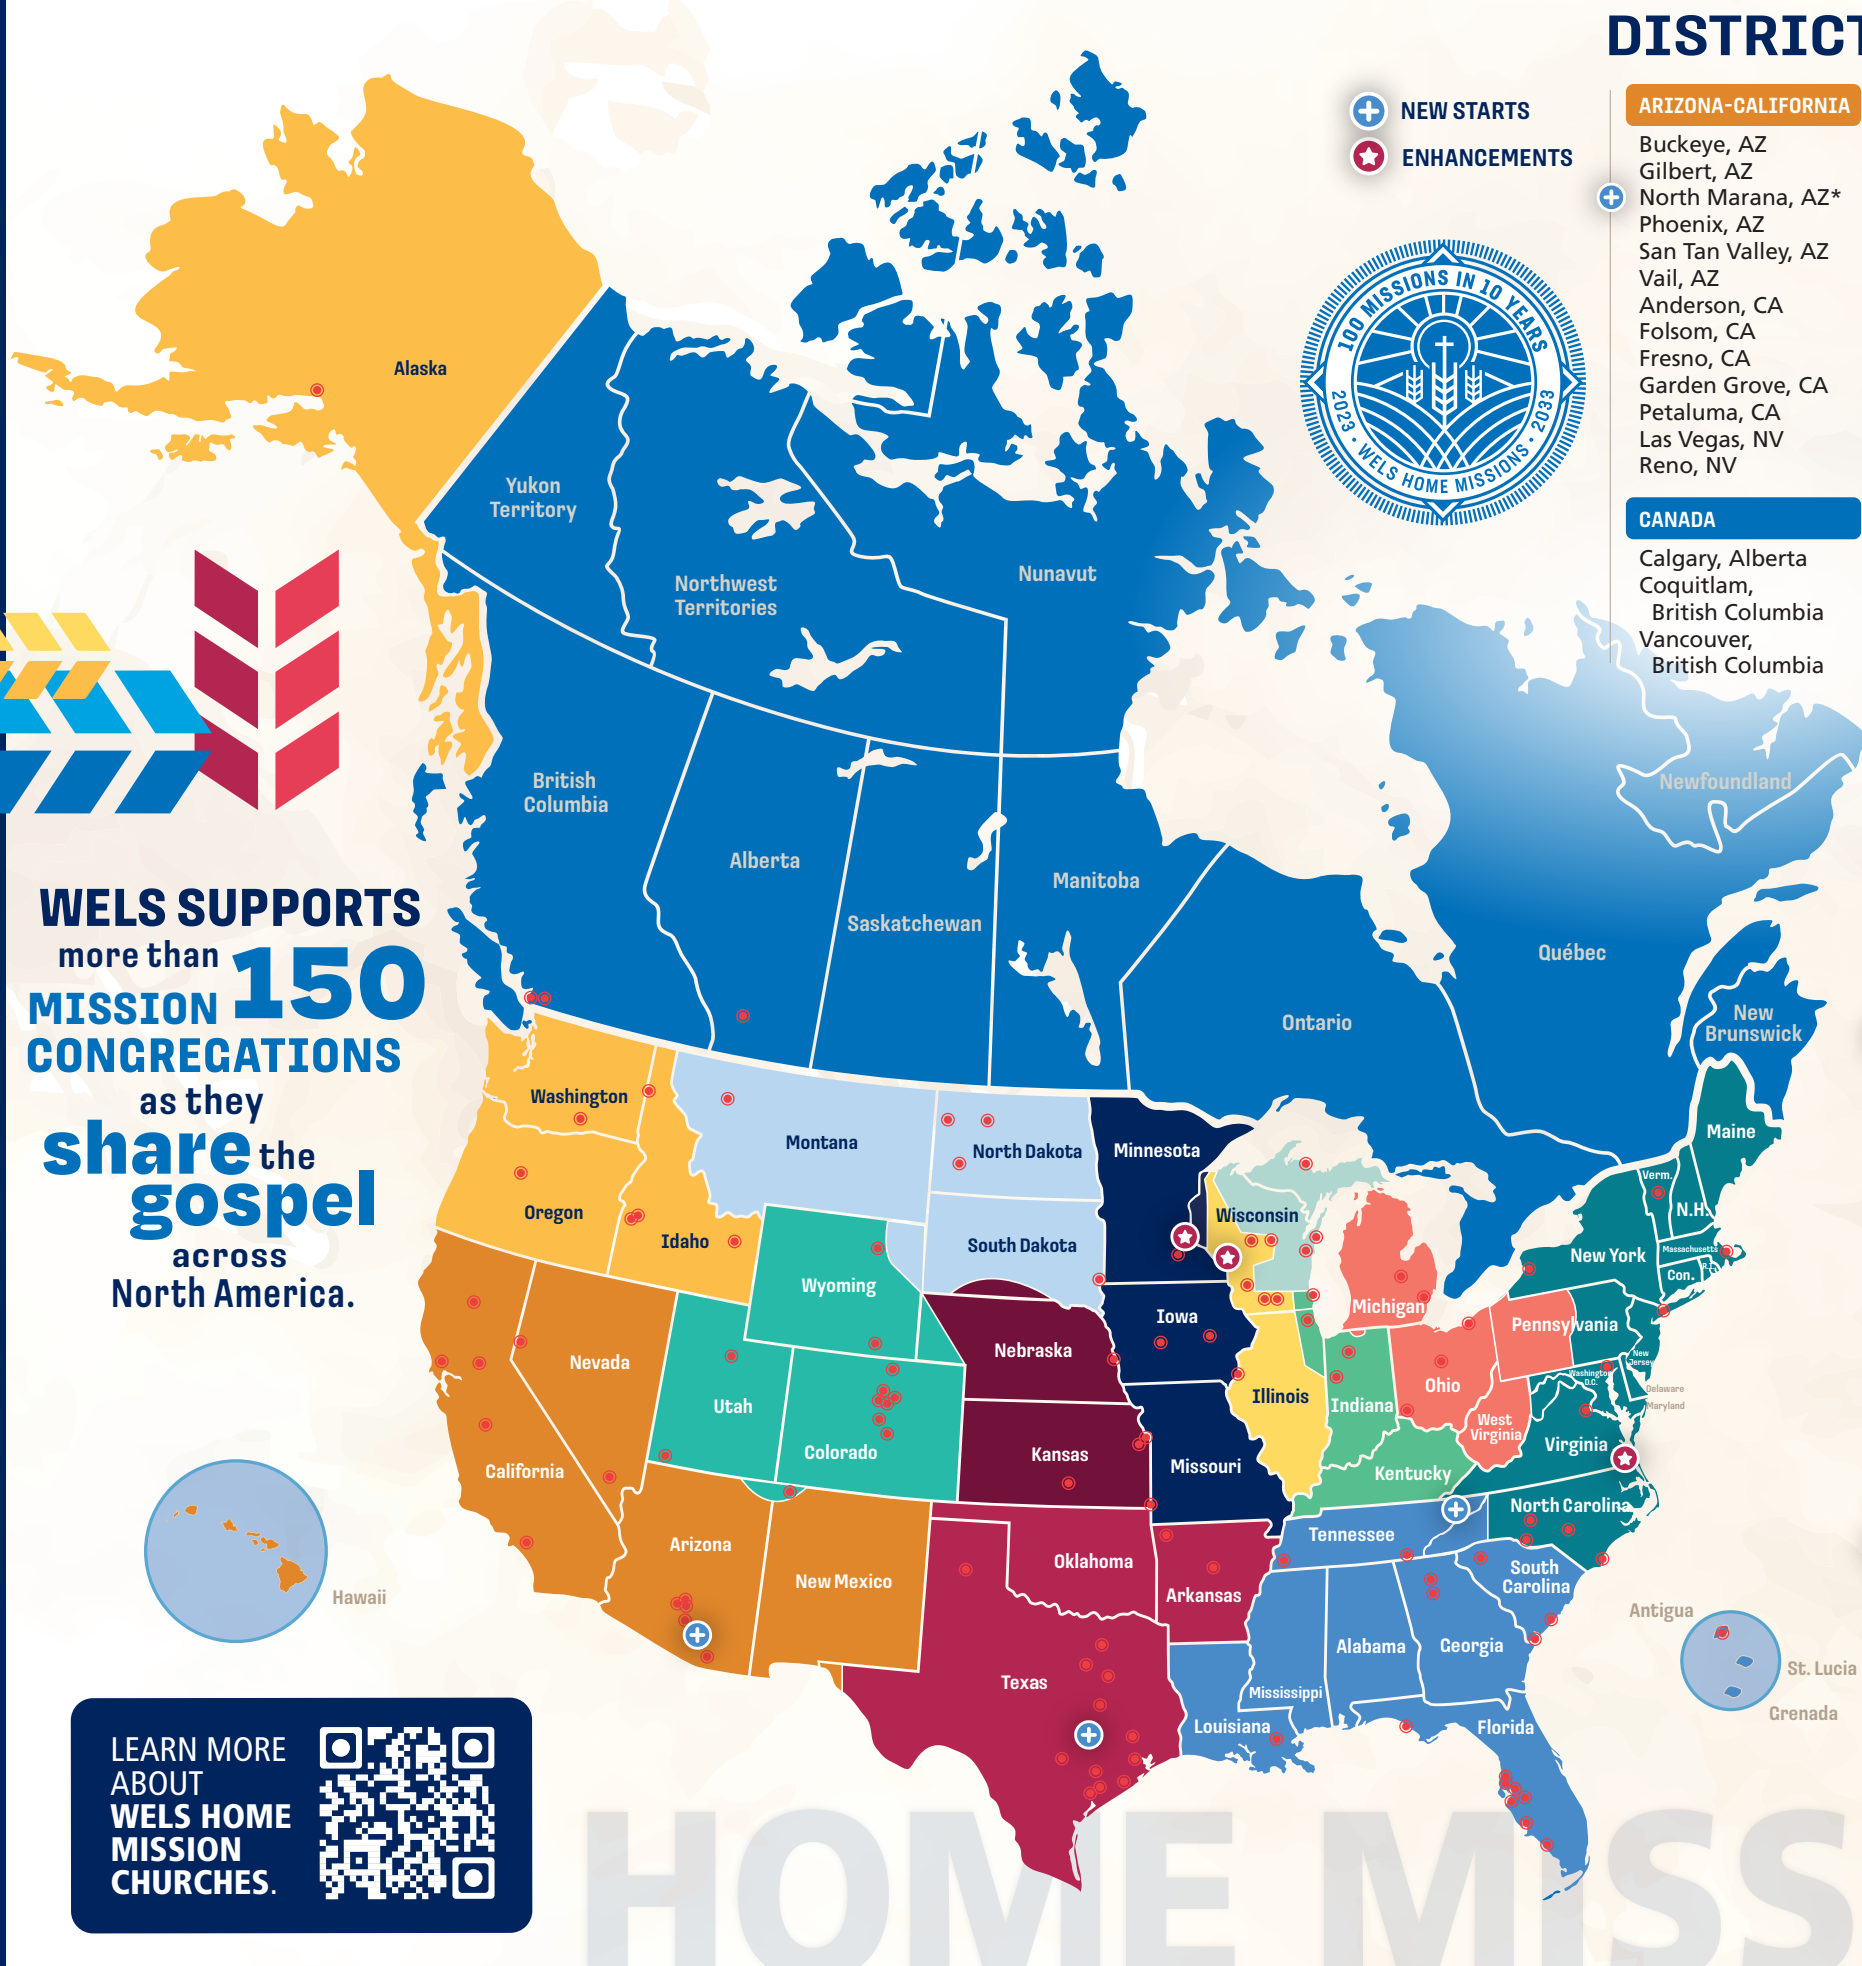 DISTRICT
NEW STARTS
ENHANCEMENTS
ARIZONA-CALIFORNIA
Buckeye, AZ
Gilbert, AZ
North Marana, AZ*
Phoenix, AZ
San Tan Valley, AZ
Vail, AZ
Anderson, CA
Folsom, CA
Fresno, CA
Garden Grove, CA
Petaluma, CA
Las Vegas, NV
Reno, NV
CANADA
Calgary, Alberta
Coquitlam,
British Columbia
Vancouver,
British Columbia
100 MISSIONS IN 10 YEARS
2023 • WELS HOME MISSIONS • 2033
Alaska
Yukon
Territory
Northwest
Territories
Nunavut
British
Columbia
Alberta
Saskatchewan
Manitoba
Ontario
Québec
Newfoundland
New
Brunswick
WELS SUPPORTS
more than 150
MISSION
CONGREGATIONS
as they
share the
gospel
across
North America.
Washington
Oregon
Idaho
Montana
North Dakota
South Dakota
Minnesota
Wisconsin
Michigan
Wyoming
Nebraska
Iowa
Illinois
Indiana
Ohio
Pennsylvania
New York
Verm.
N.H.
Maine
Massachusetts
Con.
R.I.
New
Jersey
Washington
D.C.
Delaware
Maryland
West
Virginia
Virginia
Kentucky
North Carolina
South
Carolina
Tennessee
California
Nevada
Utah
Colorado
Kansas
Missouri
Arizona
New Mexico
Oklahoma
Arkansas
Texas
Louisiana
Mississippi
Alabama
Georgia
Florida
Hawaii
Antigua
St. Lucia
Grenada
LEARN MORE
ABOUT
WELS HOME
MISSION
CHURCHES.
HOME MISS